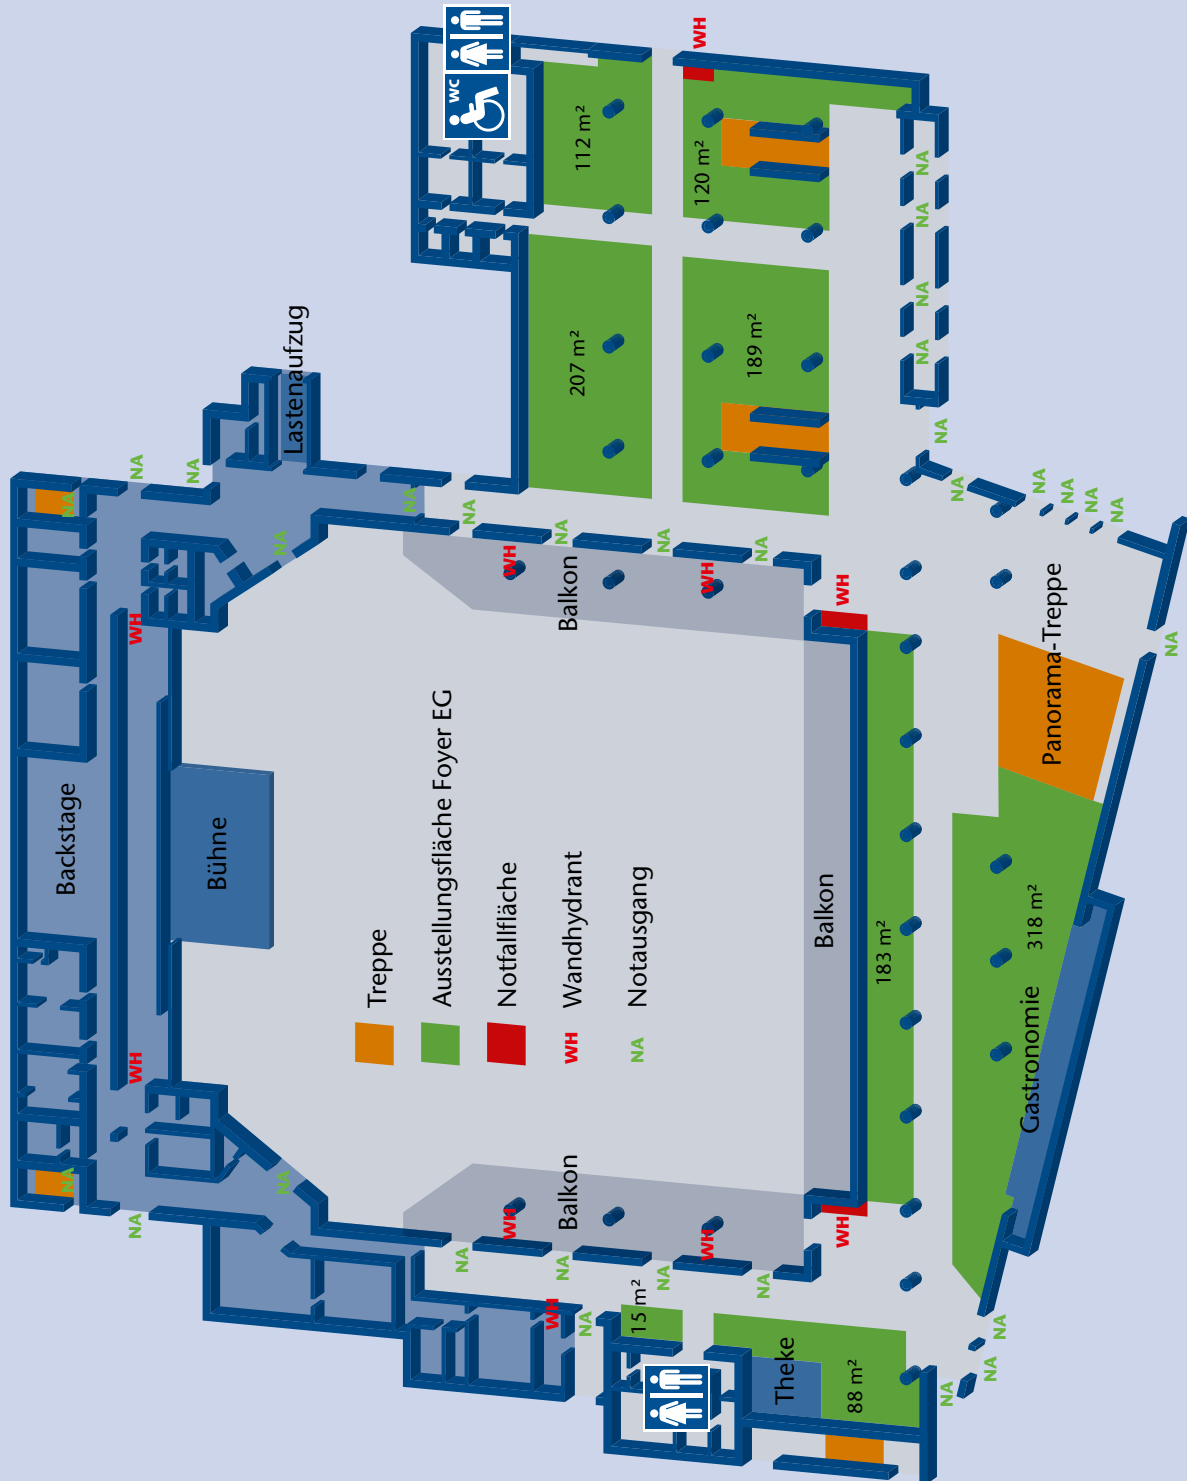 NA
Backstage
NA
NA
WH
WH
NA
NA
Bühne
NA
NA
Lastenaufzug
Treppe
NA
Ausstellungsfläche Foyer EG
WC
NA
NA
WH
Notfallfläche
WH
WH
NA
Balkon
WH Wandhydrant
Balkon
NA
207 m²
112 m²
NA
15 m²
NA Notausgang
NA
NA
WH
WH
120 m²
WH
189 m²
NA
NA
Theke
Balkon
WH
WH
88 m²
183 m²
NA
NA
NA
NA
NA
NA
NA
NA
NA
Gastronomie
318 m²
NA
Panorama-Treppe
NA
NA
NA
NA